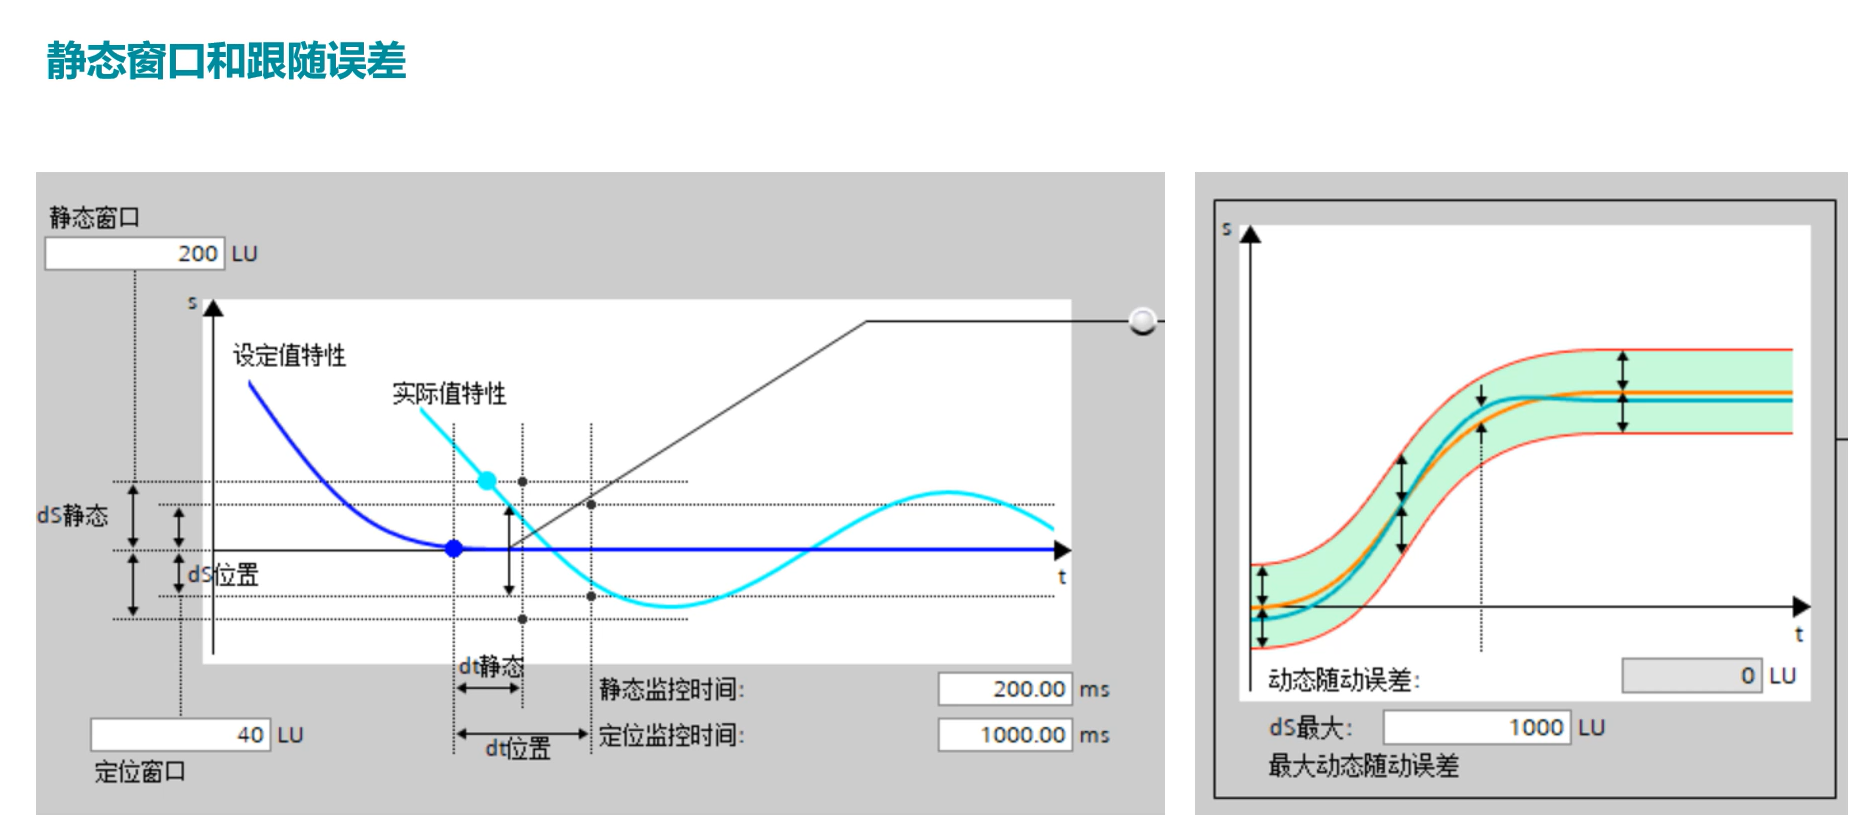 静态窗口和跟随误差
静态窗口
200 LU
s
设定值特性
实际值特性
dS静态
dS位置
t
dt静态
静态监控时间: 200.00 ms
40 LU
dt位置
定位监控时间: 1000.00 ms
定位窗口
s
t
动态随动误差: 0 LU
dS最大: 1000 LU
最大动态随动误差